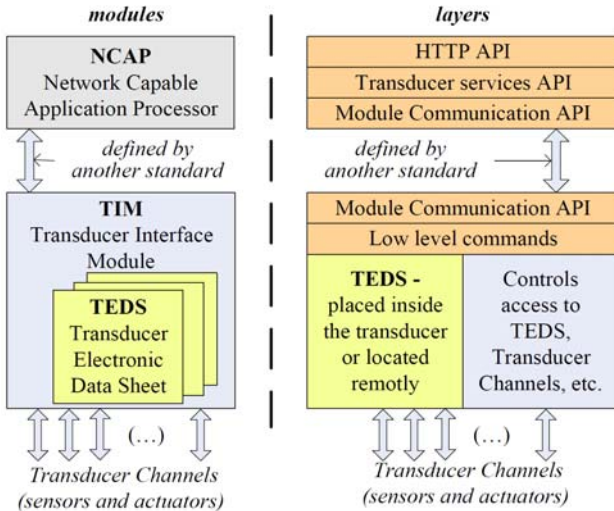 modules
NCAP
Network Capable
Application Processor
defined by
another standard
TIM
Transducer Interface
Module
TEDS
Transducer
Electronic
Data Sheet
(...)
Transducer Channels
(sensors and actuators)
layers
HTTP API
Transducer services API
Module Communication API
defined by
another standard
Module Communication API
Low level commands
TEDS -
placed inside
the transducer
or located
remotly
Controls
access to
TEDS,
Transducer
Channels, etc.
(...)
Transducer Channels
(sensors and actuators)